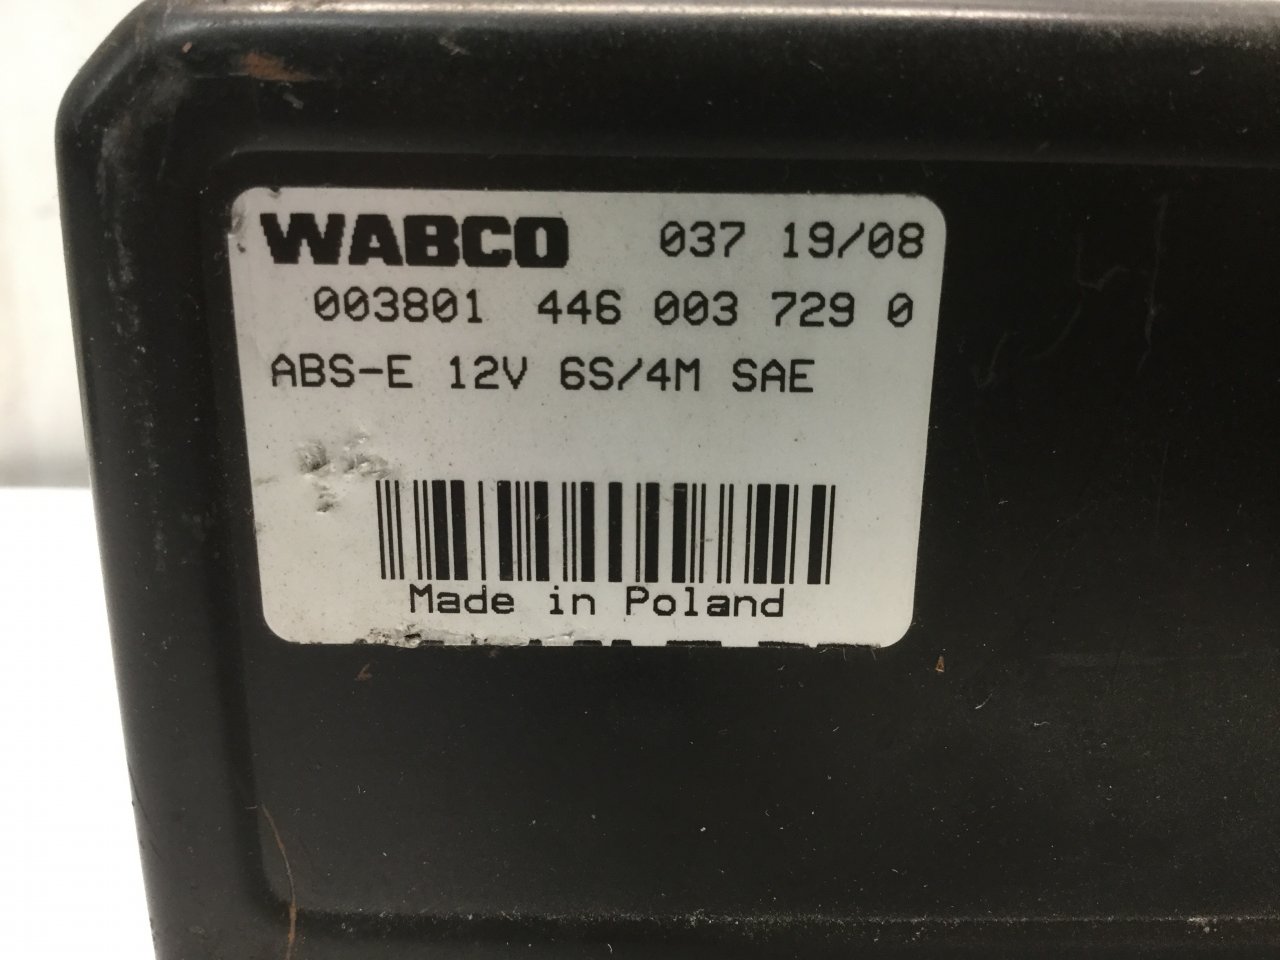 WABCO 037 19/08
003801 446 003 729 0
ABS-E 12V 6S/4M SAE
Made in Poland